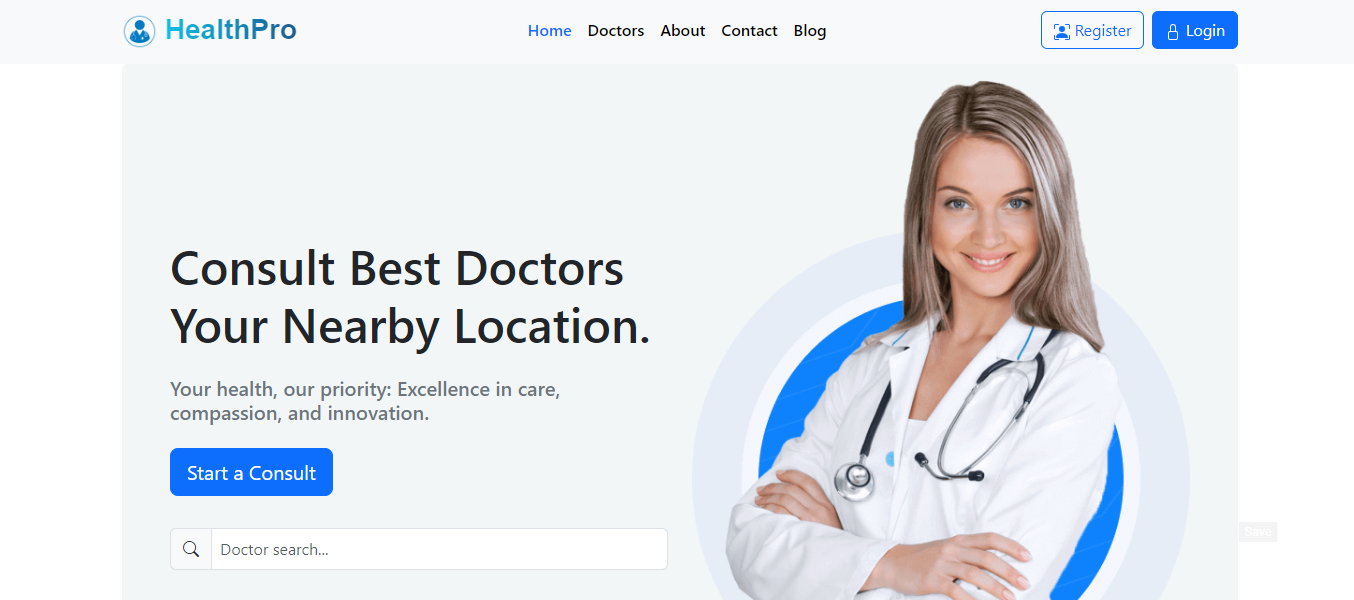 HealthPro
Home Doctors About Contact Blog
Register
Login
Consult Best Doctors
Your Nearby Location.
Your health, our priority: Excellence in care,
compassion, and innovation.
Start a Consult
Doctor search...
Save